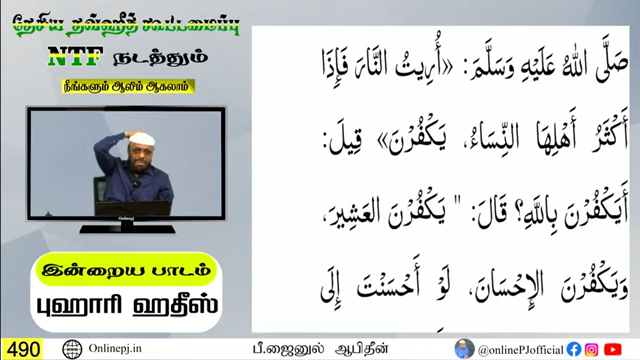 தேசிய தவ்ஹீத் கூட்டமைப்பு
NTF நடத்தும்
நீங்களும் ஆலிம் ஆகலாம்
Onlinepj
இன்றைய பாடம்
புஹாரி ஹதீஸ்
صَلَّى اللهُ عَلَيْهِ وَسَلَّمَ: «أُرِيتُ النَّارَ فَإِذَا
أَكْثَرُ أَهْلِهَا النِّسَاءُ، يَكْفُرْنَ» قِيلَ:
أَيَكْفُرْنَ بِاللَّهِ؟ قَالَ: " يَكْفُرْنَ العَشِيرَ،
وَيَكْفُرْنَ الإِحْسَانَ، لَوْ أَحْسَنْتَ إِلَى
490 Onlinepj.in பீ.ஜைனுல் ஆபிதீன் @onlinePJofficial